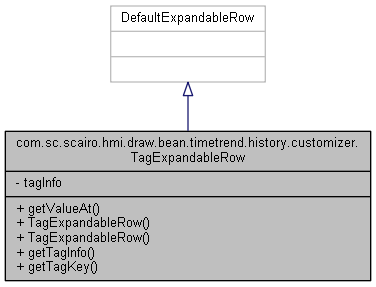 DefaultExpandableRow
com.sc.scairo.hmi.draw.bean.timetrend.history.customizer.
TagExpandableRow
- tagInfo
+ getValueAt()
+ TagExpandableRow()
+ TagExpandableRow()
+ getTagInfo()
+ getTagKey()